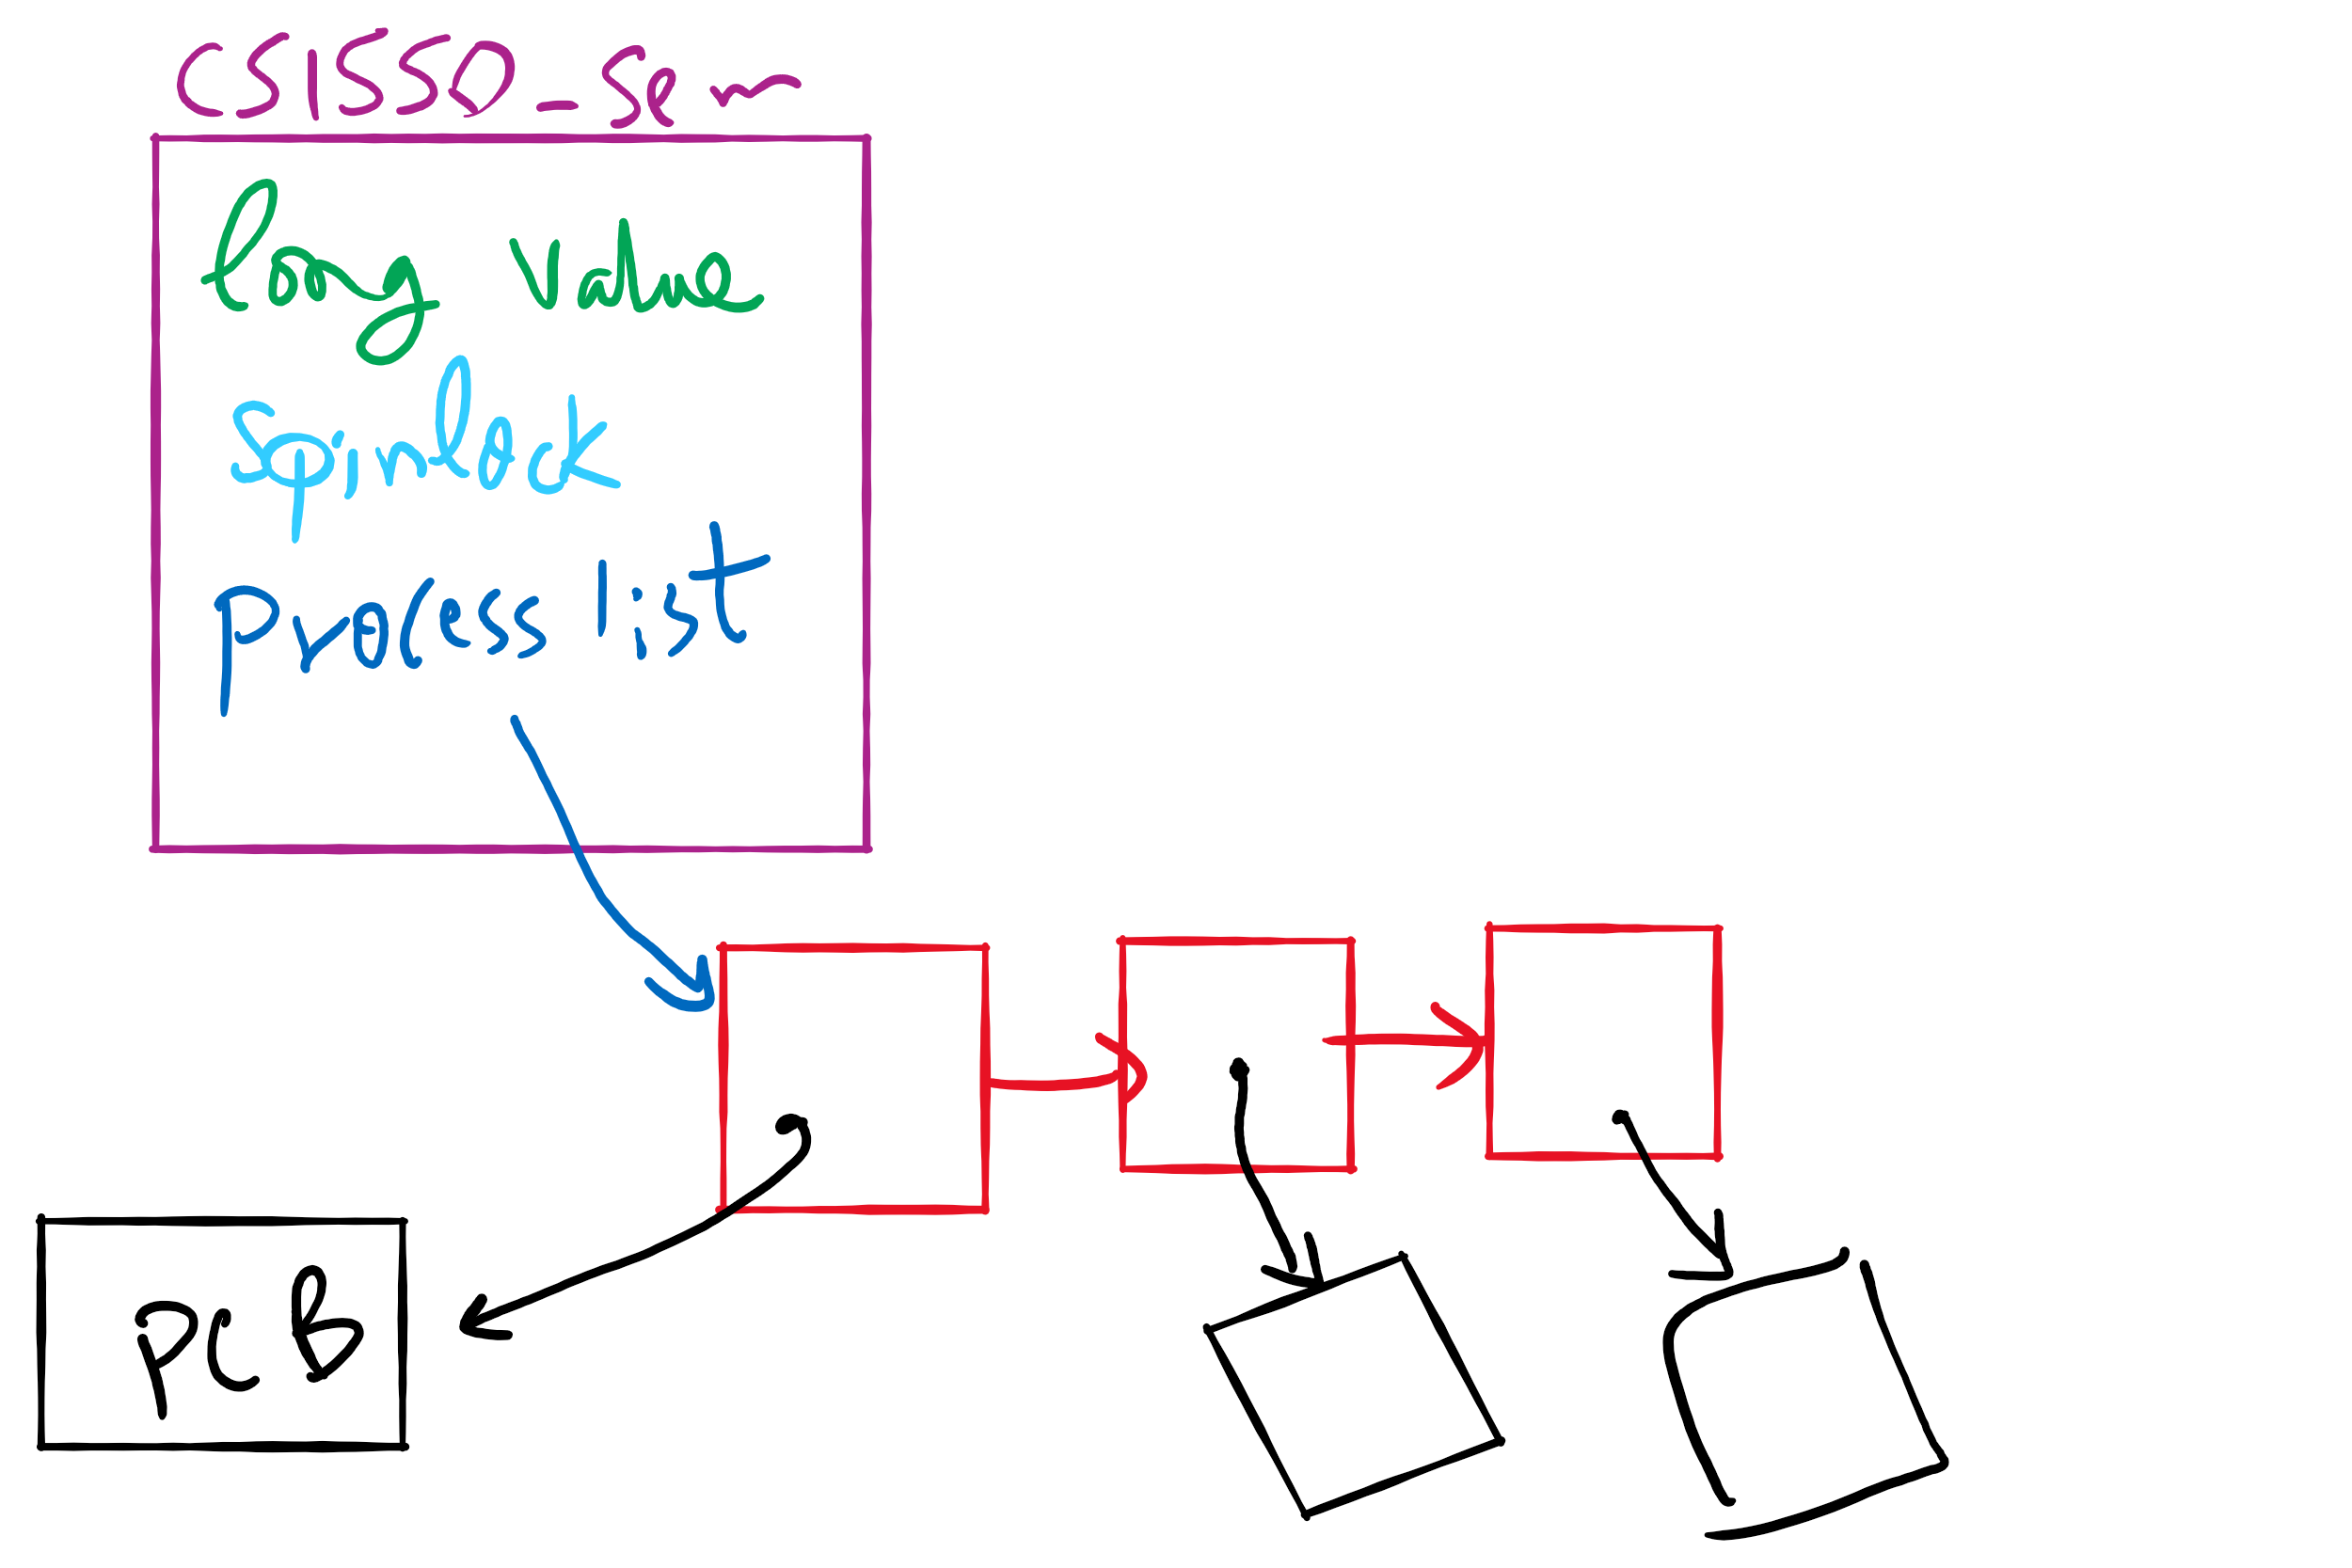 CS1550_Sem
long value
Spinlock
process list
PCB